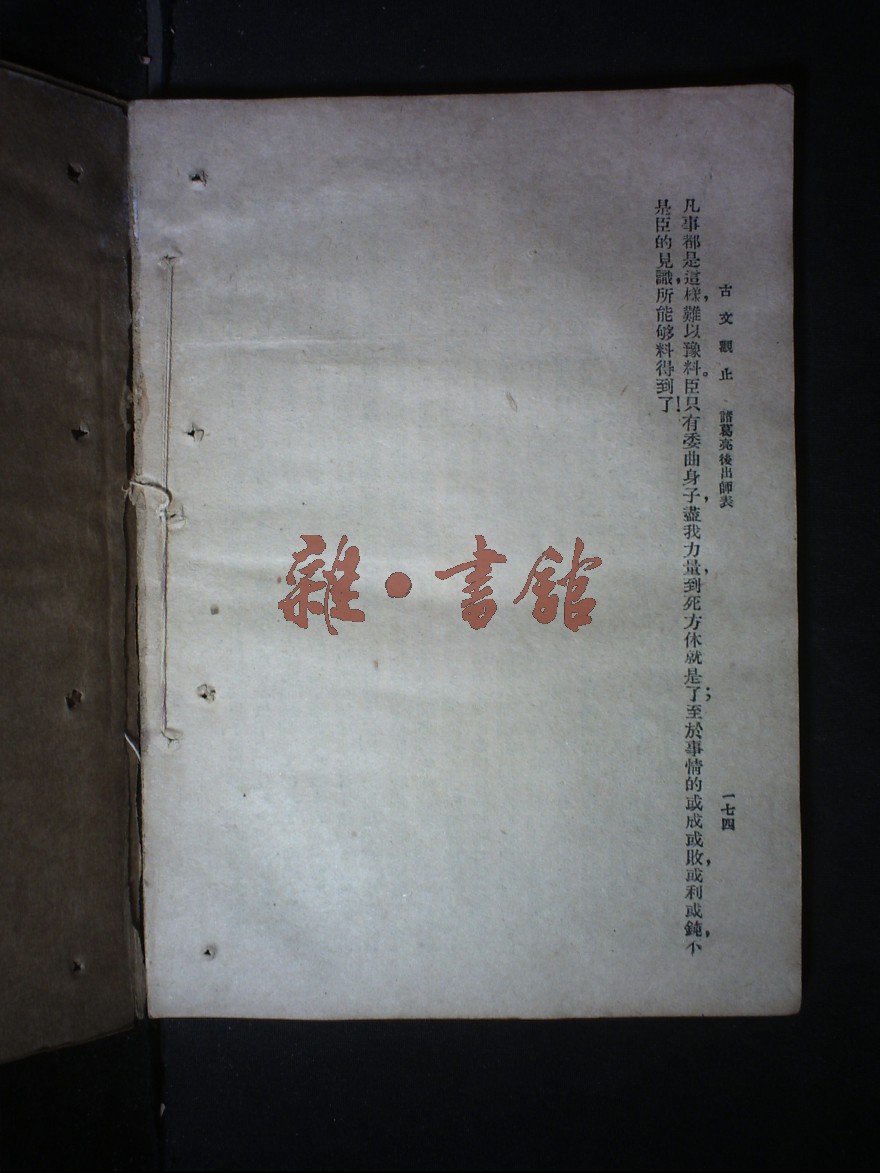 古文觀止 諸葛亮後出師表 一七四
凡事都是這樣，難以豫料。臣只有委曲身子，盡我力量，到死方休就是了；至於事情的或成或敗，或利或鈍，不
是臣的見識，所能够料得到了！
雜·書館